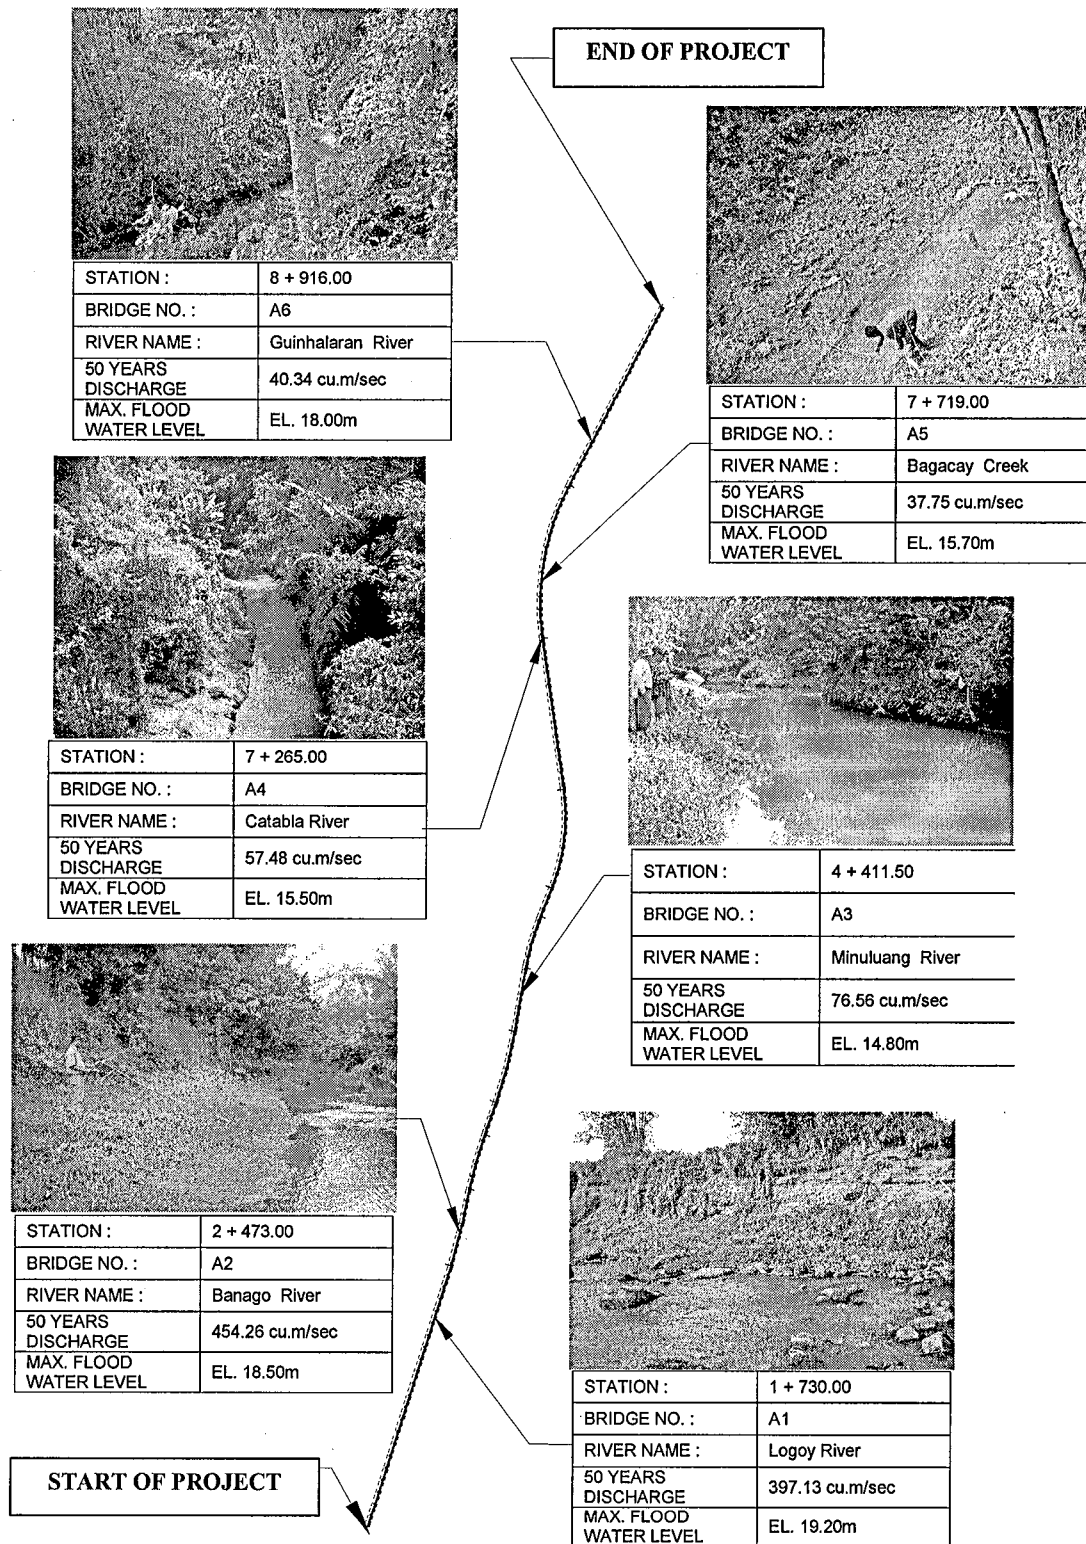 END OF PROJECT
STATION : 8 + 916.00
BRIDGE NO. : A6
RIVER NAME : Guinhalaran River
50 YEARS
DISCHARGE 40.34 cu.m/sec
MAX. FLOOD
WATER LEVEL EL. 18.00m
STATION : 7 + 719.00
BRIDGE NO. : A5
RIVER NAME : Bagacay Creek
50 YEARS
DISCHARGE 37.75 cu.m/sec
MAX. FLOOD
WATER LEVEL EL. 15.70m
STATION : 7 + 265.00
BRIDGE NO. : A4
RIVER NAME : Catabla River
50 YEARS
DISCHARGE 57.48 cu.m/sec
MAX. FLOOD
WATER LEVEL EL. 15.50m
STATION : 4 + 411.50
BRIDGE NO. : A3
RIVER NAME : Minuluang River
50 YEARS
DISCHARGE 76.56 cu.m/sec
MAX. FLOOD
WATER LEVEL EL. 14.80m
STATION : 2 + 473.00
BRIDGE NO. : A2
RIVER NAME : Banago River
50 YEARS
DISCHARGE 454.26 cu.m/sec
MAX. FLOOD
WATER LEVEL EL. 18.50m
STATION : 1 + 730.00
BRIDGE NO. : A1
RIVER NAME : Logoy River
50 YEARS
DISCHARGE 397.13 cu.m/sec
MAX. FLOOD
WATER LEVEL EL. 19.20m
START OF PROJECT